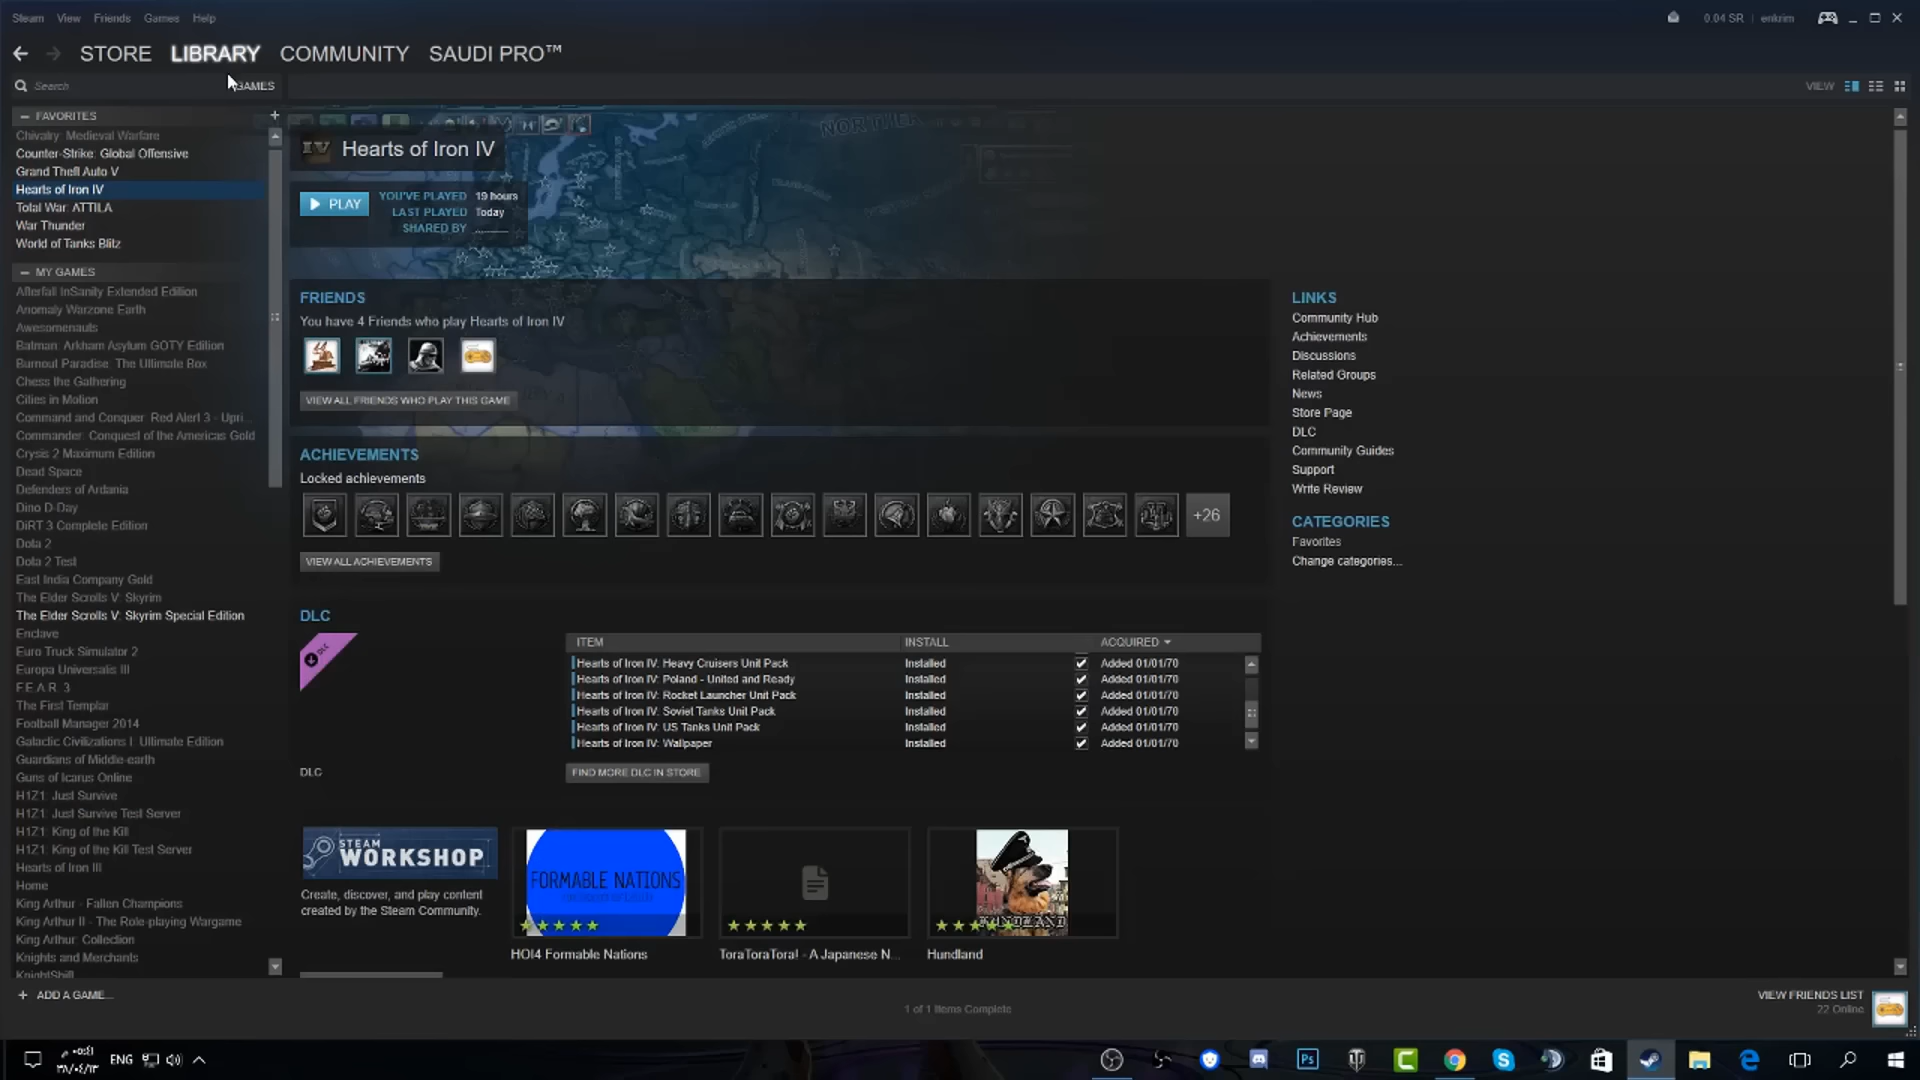 Steam View Friends Games Help
0.04 SR enkrim
STORE LIBRARY COMMUNITY SAUDI PRO™
Search GAMES
VIEW
— FAVORITES +
Chivalry: Medieval Warfare
Counter-Strike: Global Offensive
Grand Theft Auto V
Hearts of Iron IV
Total War: ATTILA
War Thunder
World of Tanks Blitz
— MY GAMES
Afterfall InSanity Extended Edition
Anomaly Warzone Earth
Awesomenauts
Batman: Arkham Asylum GOTY Edition
Burnout Paradise: The Ultimate Box
Chess the Gathering
Cities in Motion
Command and Conquer: Red Alert 3 - Upri...
Commander: Conquest of the Americas Gold
Crysis 2 Maximum Edition
Dead Space
Defenders of Ardania
Dino D-Day
DiRT 3 Complete Edition
Dota 2
Dota 2 Test
East India Company Gold
The Elder Scrolls V: Skyrim
The Elder Scrolls V: Skyrim Special Edition
Enclave
Euro Truck Simulator 2
Europa Universalis III
F.E.A.R. 3
The First Templar
Football Manager 2014
Galactic Civilizations I: Ultimate Edition
Guardians of Middle-earth
Guns of Icarus Online
H1Z1: Just Survive
H1Z1: Just Survive Test Server
H1Z1: King of the Kill
H1Z1: King of the Kill Test Server
Hearts of Iron III
Home
King Arthur - Fallen Champions
King Arthur II - The Role-playing Wargame
King Arthur: Collection
Knights and Merchants
KnightShift
+ ADD A GAME...
IV Hearts of Iron IV
PLAY
YOU'VE PLAYED 19 hours
LAST PLAYED Today
SHARED BY
FRIENDS
You have 4 Friends who play Hearts of Iron IV
VIEW ALL FRIENDS WHO PLAY THIS GAME
ACHIEVEMENTS
Locked achievements
+26
VIEW ALL ACHIEVEMENTS
DLC
DLC
ITEM INSTALL ACQUIRED
Hearts of Iron IV: Heavy Cruisers Unit Pack Installed Added 01/01/70
Hearts of Iron IV: Poland - United and Ready Installed Added 01/01/70
Hearts of Iron IV: Rocket Launcher Unit Pack Installed Added 01/01/70
Hearts of Iron IV: Soviet Tanks Unit Pack Installed Added 01/01/70
Hearts of Iron IV: US Tanks Unit Pack Installed Added 01/01/70
Hearts of Iron IV: Wallpaper Installed Added 01/01/70
DLC
FIND MORE DLC IN STORE
STEAM WORKSHOP
Create, discover, and play content
created by the Steam Community.
FORMABLE NATIONS
HUNDLAND
HOI4 Formable Nations
ToraToraTora! - A Japanese N...
Hundland
LINKS
Community Hub
Achievements
Discussions
Related Groups
News
Store Page
DLC
Community Guides
Support
Write Review
CATEGORIES
Favorites
Change categories...
1 of 1 Items Complete
VIEW FRIENDS LIST
22 Online
ENG
Ps